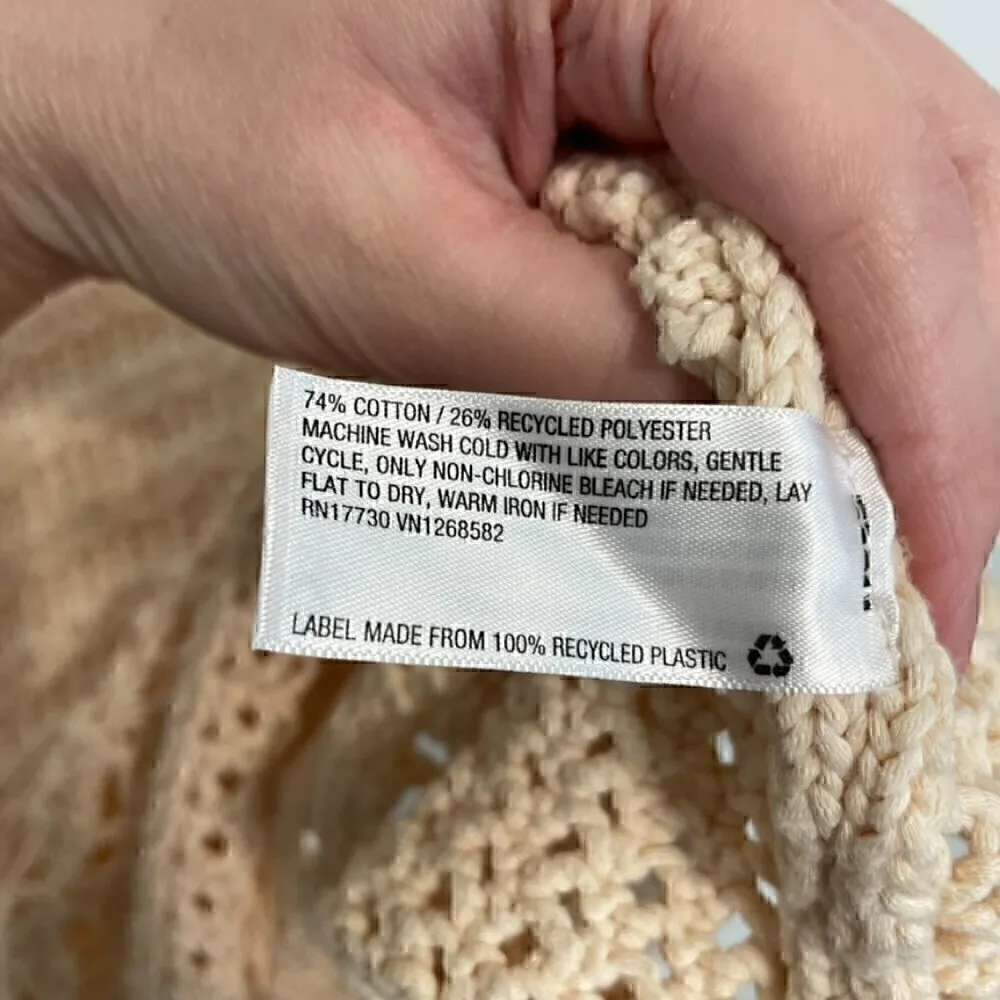 74% COTTON / 26% RECYCLED POLYESTER
MACHINE WASH COLD WITH LIKE COLORS, GENTLE
CYCLE, ONLY NON-CHLORINE BLEACH IF NEEDED, LAY
FLAT TO DRY, WARM IRON IF NEEDED
RN17730 VN1268582
LABEL MADE FROM 100% RECYCLED PLASTIC